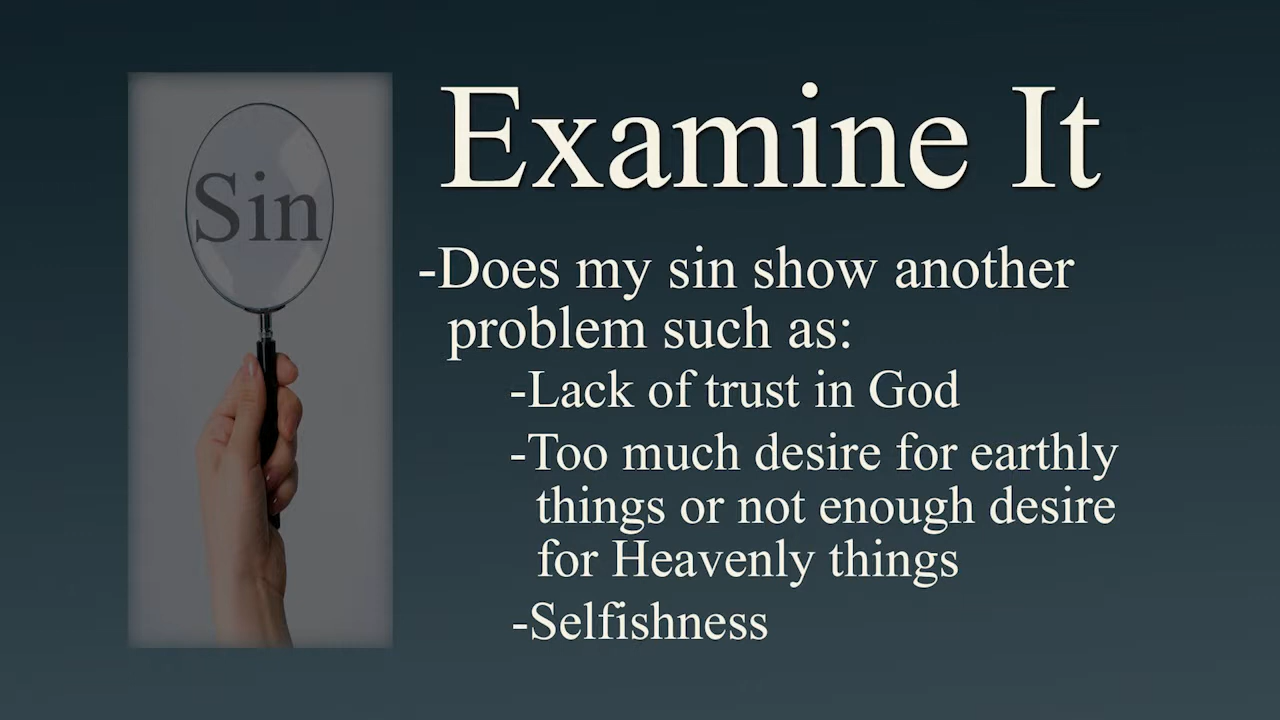 Sin
Examine It
-Does my sin show another
problem such as:
-Lack of trust in God
-Too much desire for earthly
things or not enough desire
for Heavenly things
-Selfishness